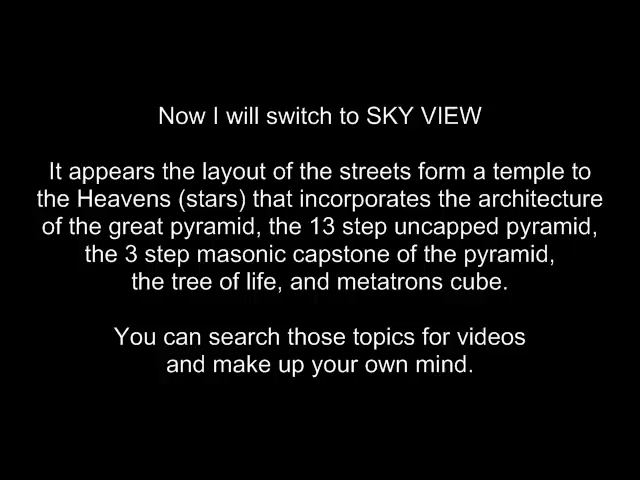 Now I will switch to SKY VIEW
It appears the layout of the streets form a temple to
the Heavens (stars) that incorporates the architecture
of the great pyramid, the 13 step uncapped pyramid,
the 3 step masonic capstone of the pyramid,
the tree of life, and metatrons cube.
You can search those topics for videos
and make up your own mind.